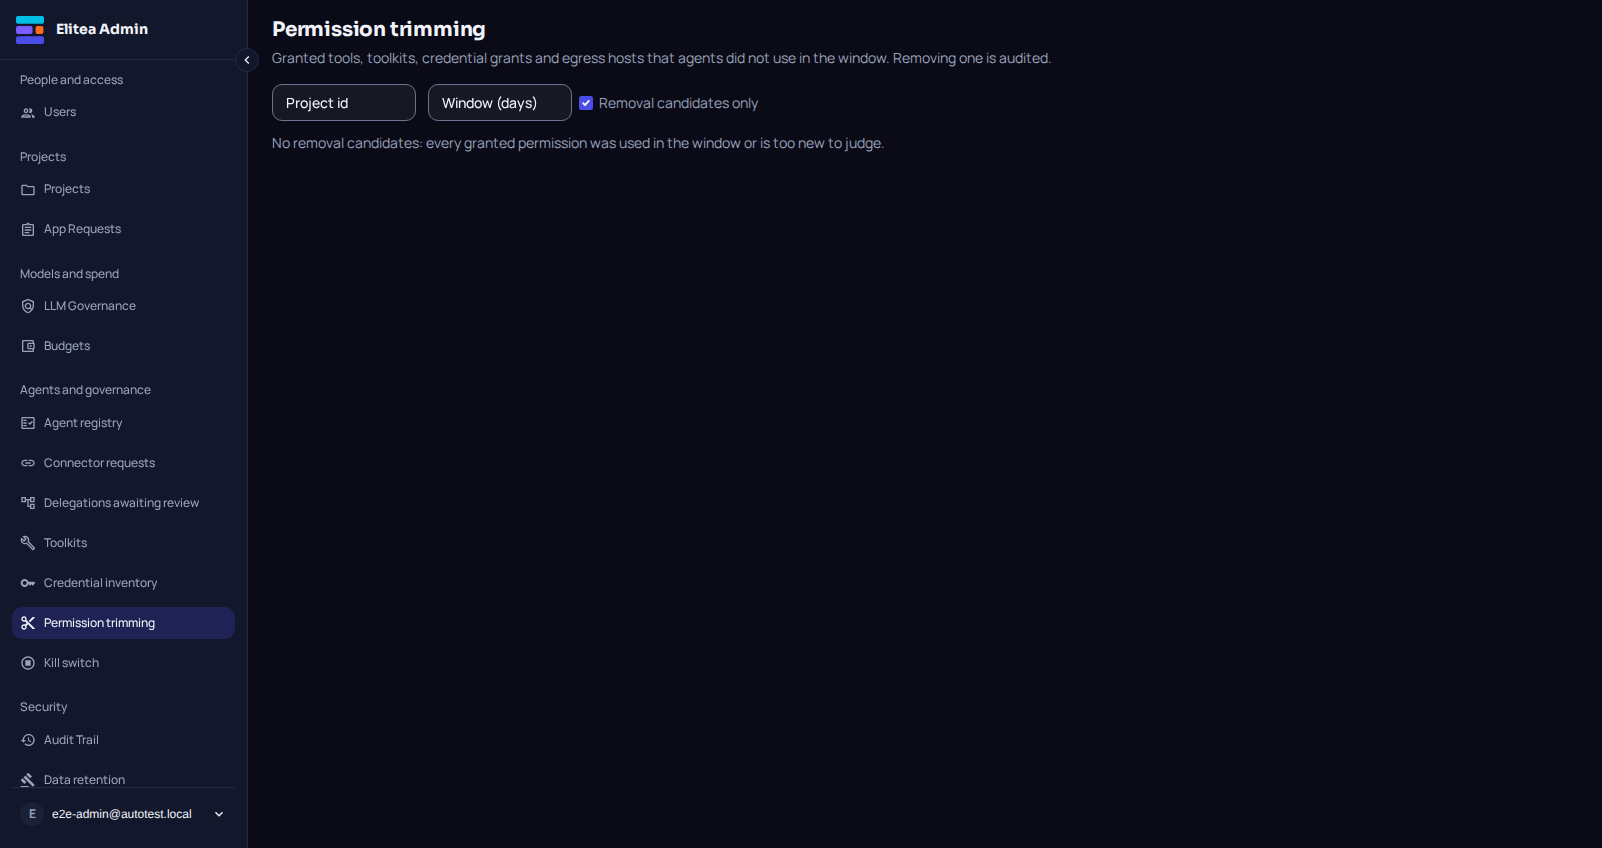 Elitea Admin
People and access
Users
Projects
Projects
App Requests
Models and spend
LLM Governance
Budgets
Agents and governance
Agent registry
Connector requests
Delegations awaiting review
Toolkits
Credential inventory
Permission trimming
Kill switch
Security
Audit Trail
Data retention
E e2e-admin@autotest.local
Permission trimming
Granted tools, toolkits, credential grants and egress hosts that agents did not use in the window. Removing one is audited.
Project id Window (days) Removal candidates only
No removal candidates: every granted permission was used in the window or is too new to judge.